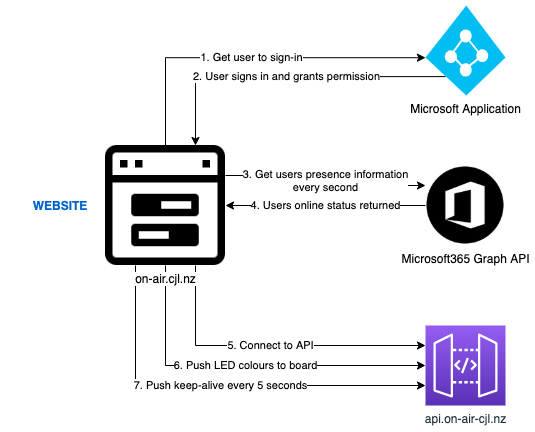 1. Get user to sign-in
2. User signs in and grants permission
Microsoft Application
3. Get users presence information
every second
WEBSITE
4. Users online status returned
Microsoft365 Graph API
on-air.cjl.nz
5. Connect to API
6. Push LED colours to board
7. Push keep-alive every 5 seconds
api.on-air-cjl.nz